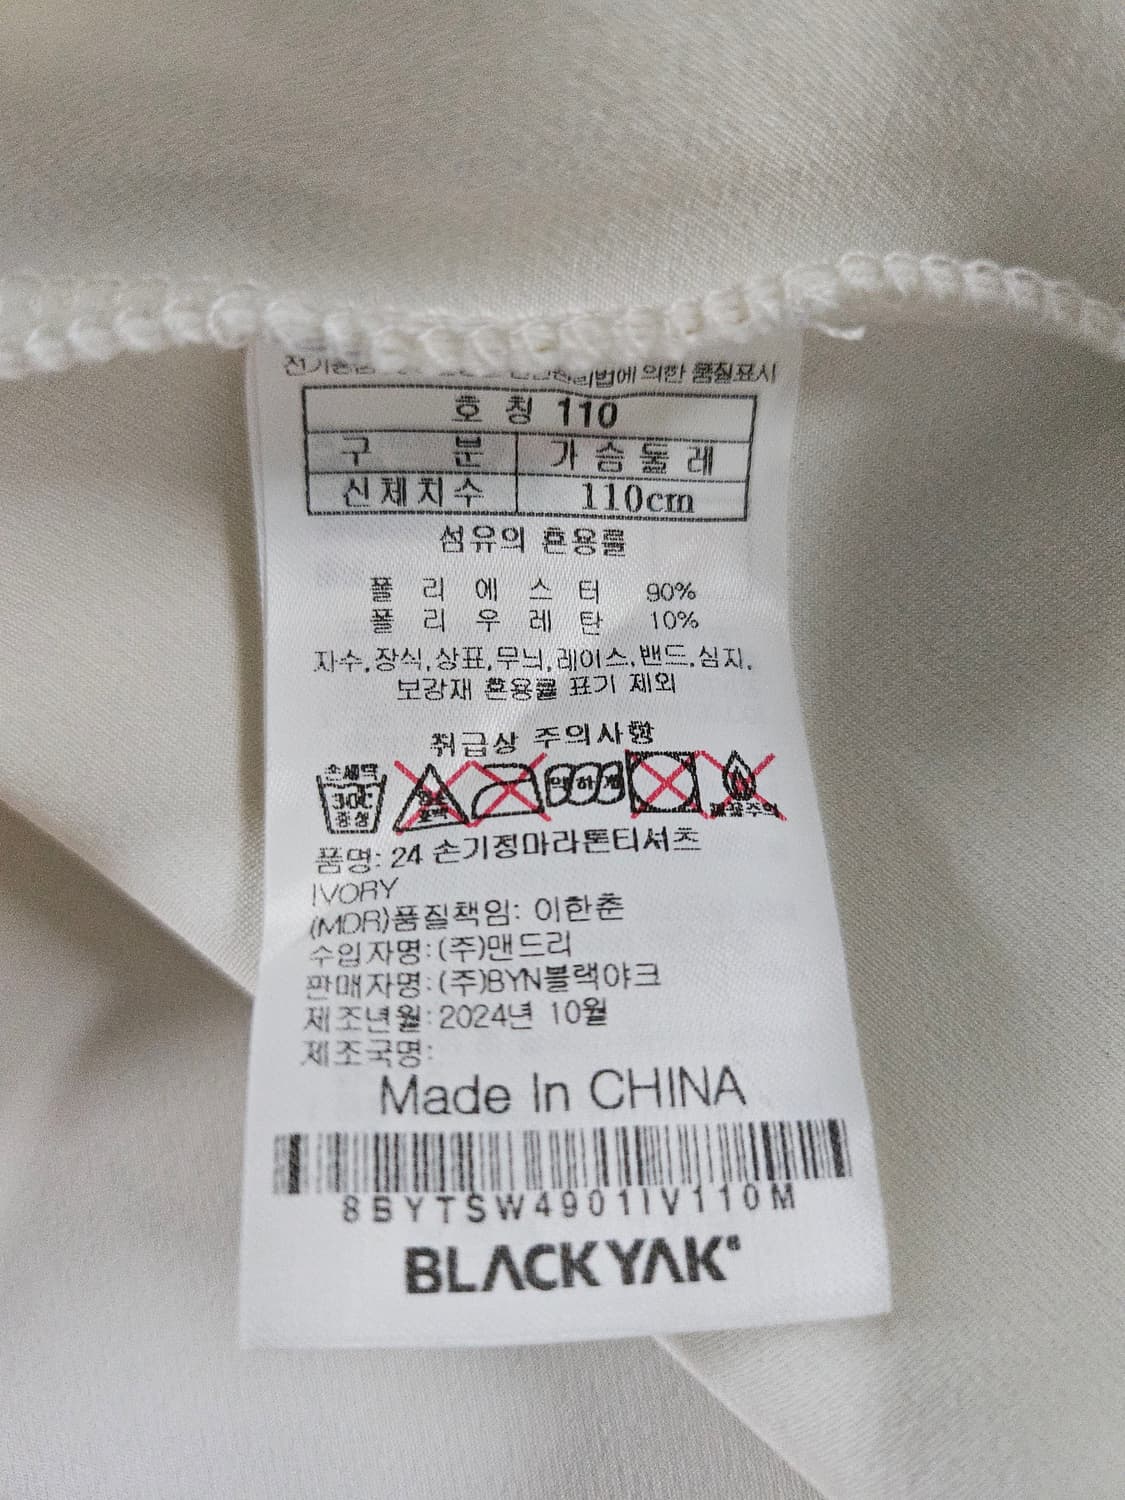 에 의한 품질표시
호 칭 110
구 분 가슴둘레
신체치수 110cm
섬유의 혼용률
폴 리 에 스 터 90%
폴 리 우 레 탄 10%
자수,장식,상표,무늬,레이스,밴드,심지,
보강재 혼용률 표기 제외
취급상 주의사항
손세탁
30℃
중성
표백
약하게
품명: 24 손기정마라톤티셔츠
IVORY
(MDR)품질책임: 이한춘
수입자명: (주)맨드리
판매자명: (주)BYN블랙야크
제조년월: 2024년 10월
제조국명:
Made In CHINA
8BYTSW4901IV110M
BLACKYAK®